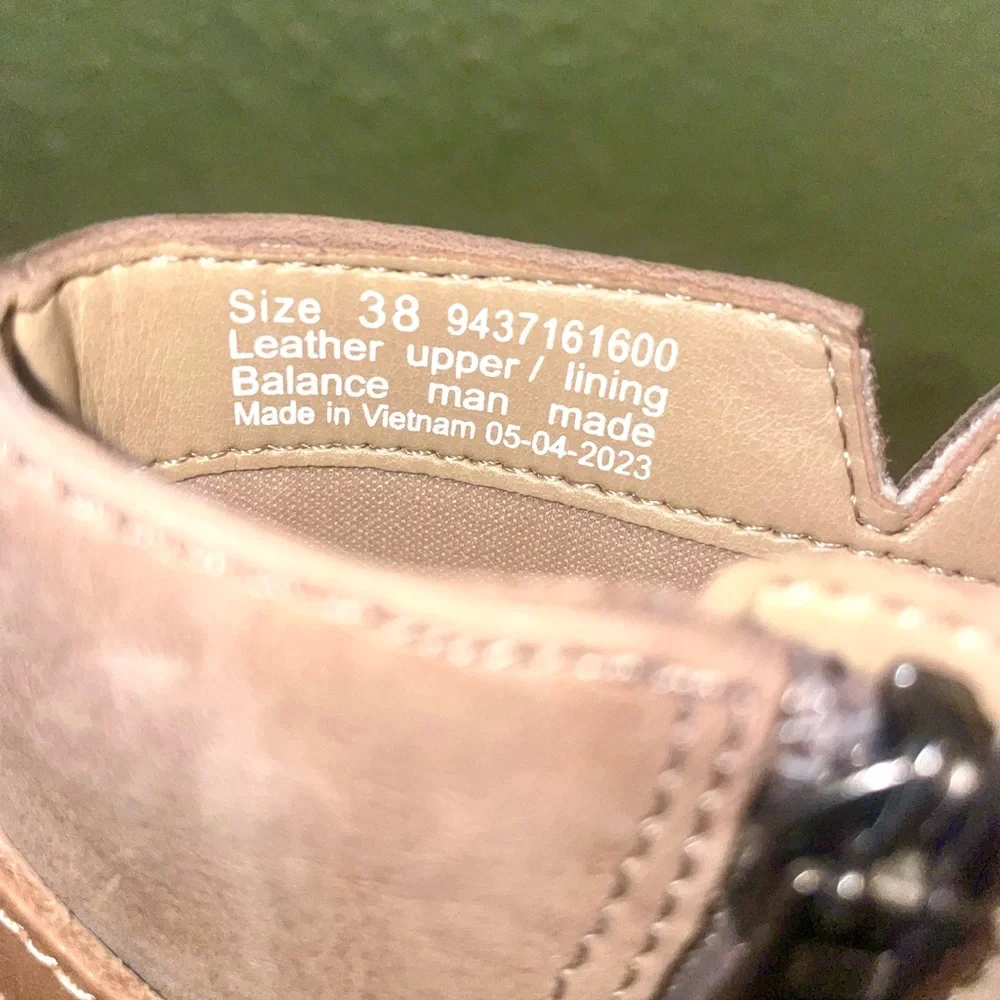 Size 38 9437161600
Leather upper / lining
Balance man made
Made in Vietnam 05-04-2023